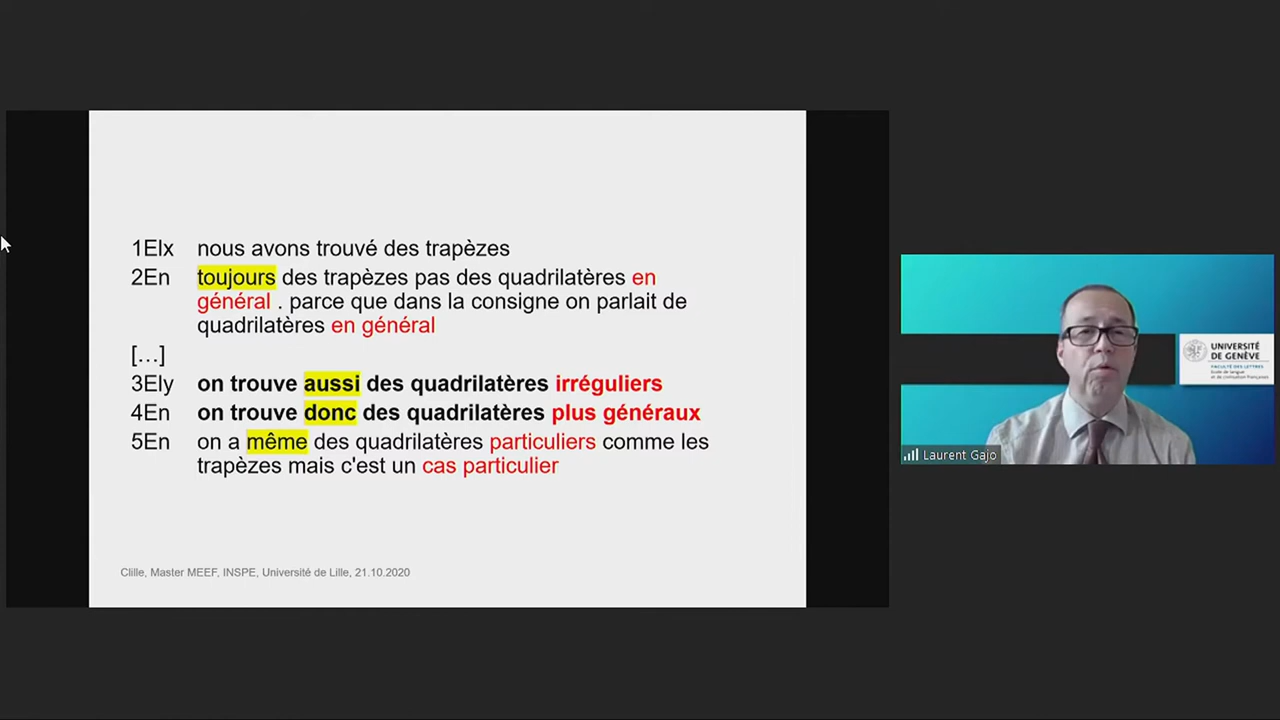 1Elx nous avons trouvé des trapèzes
2En toujours des trapèzes pas des quadrilatères en
général . parce que dans la consigne on parlait de
quadrilatères en général
[…]
3Ely on trouve aussi des quadrilatères irréguliers
4En on trouve donc des quadrilatères plus généraux
5En on a même des quadrilatères particuliers comme les
trapèzes mais c'est un cas particulier
Clille, Master MEEF, INSPE, Université de Lille, 21.10.2020
UNIVERSITÉ
DE GENÈVE
FACULTÉ DES LETTRES
École de langue
et de civilisation françaises
Laurent Gajo